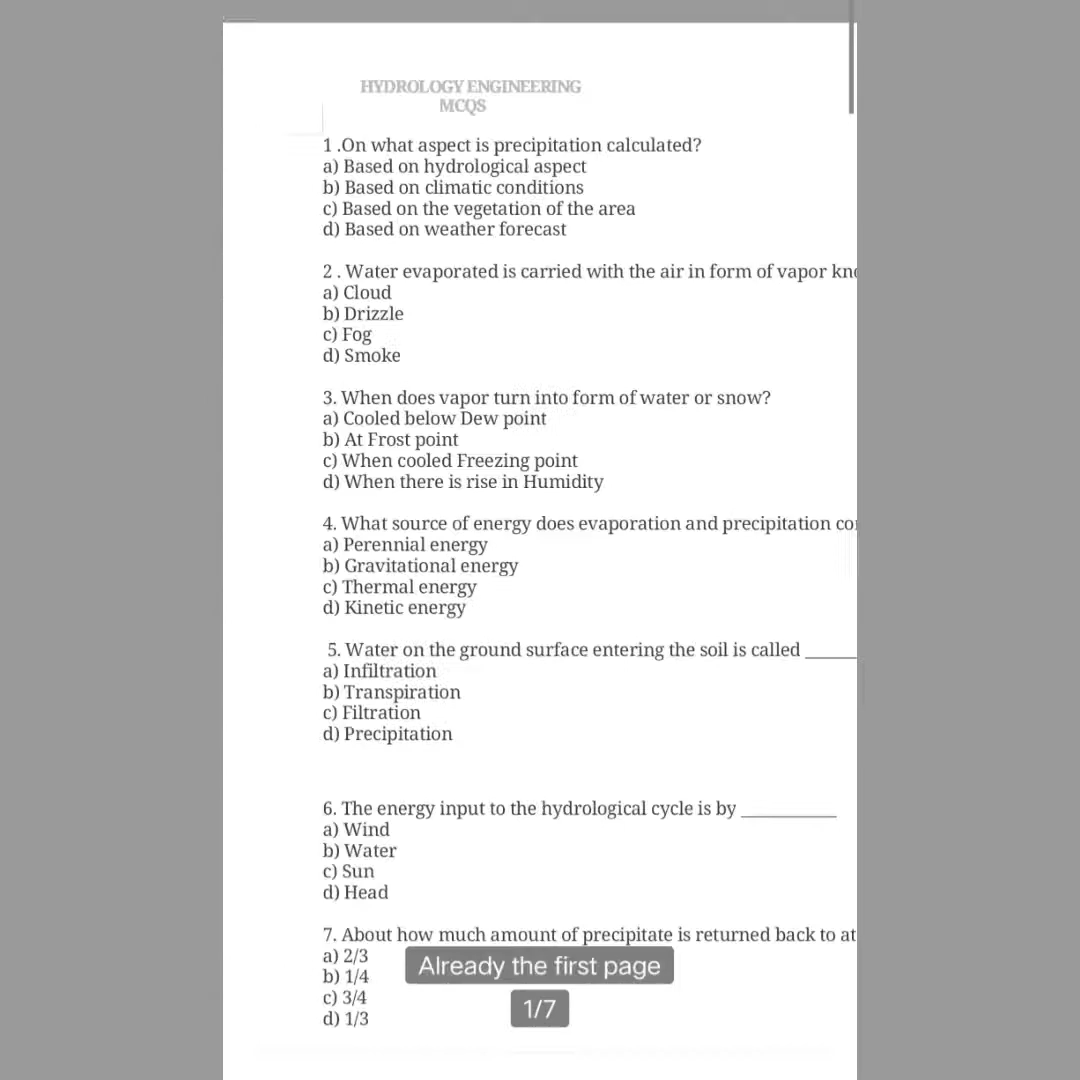 HYDROLOGY ENGINEERING
MCQS
1 .On what aspect is precipitation calculated?
a) Based on hydrological aspect
b) Based on climatic conditions
c) Based on the vegetation of the area
d) Based on weather forecast
2 . Water evaporated is carried with the air in form of vapor
a) Cloud
b) Drizzle
c) Fog
d) Smoke
3. When does vapor turn into form of water or snow?
a) Cooled below Dew point
b) At Frost point
c) When cooled Freezing point
d) When there is rise in Humidity
4. What source of energy does evaporation and precipitation
a) Perennial energy
b) Gravitational energy
c) Thermal energy
d) Kinetic energy
5. Water on the ground surface entering the soil is called ______
a) Infiltration
b) Transpiration
c) Filtration
d) Precipitation
6. The energy input to the hydrological cycle is by __________
a) Wind
b) Water
c) Sun
d) Head
7. About how much amount of precipitate is returned back to at
a) 2/3
b) 1/4
c) 3/4
d) 1/3
Already the first page
1/7